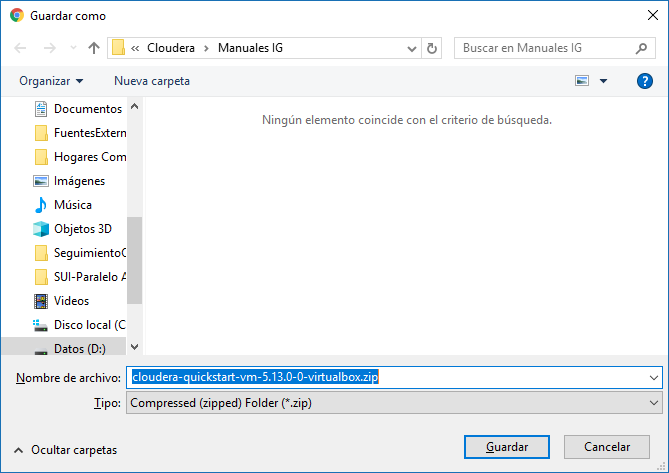 Guardar como
« Cloudera > Manuales IG
Buscar en Manuales IG
Organizar
Nueva carpeta
?
Documentos
FuentesExtern
Hogares Com
Imágenes
Música
Objetos 3D
SeguimientoC
SUI-Paralelo A
Videos
Disco local (C
Datos (D:)
Ningún elemento coincide con el criterio de búsqueda.
Nombre de archivo: cloudera-quickstart-vm-5.13.0-0-virtualbox.zip
Tipo: Compressed (zipped) Folder (*.zip)
Ocultar carpetas
Guardar
Cancelar